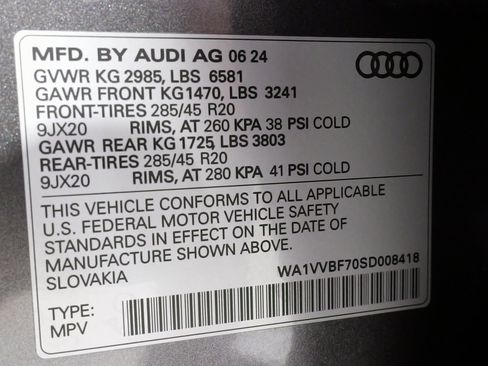 MFD. BY AUDI AG 06 24
GVWR KG 2985, LBS 6581
GAWR FRONT KG1470, LBS 3241
FRONT-TIRES 285/45 R20
9JX20 RIMS, AT 260 KPA 38 PSI COLD
GAWR REAR KG 1725, LBS 3803
REAR-TIRES 285/45 R20
9JX20 RIMS, AT 280 KPA 41 PSI COLD
THIS VEHICLE CONFORMS TO ALL APPLICABLE
U.S. FEDERAL MOTOR VEHICLE SAFETY
STANDARDS IN EFFECT ON THE DATE OF
MANUFACTURE SHOWN ABOVE.
SLOVAKIA WA1VVBF70SD008418
TYPE:
MPV